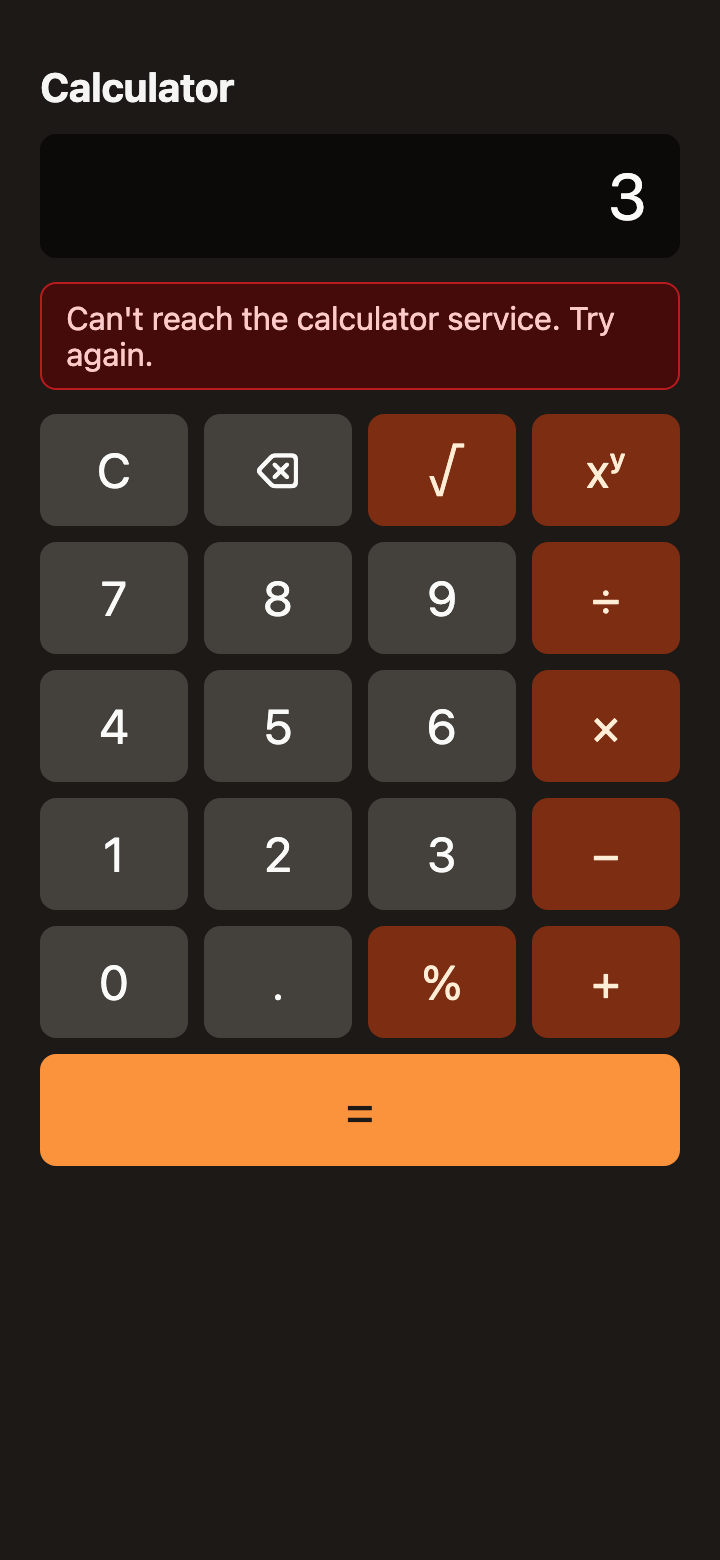 Calculator
3
Can't reach the calculator service. Try
again.
C
√ xʸ
7 8 9 ÷
4 5 6 ×
1 2 3 −
0 . % +
=